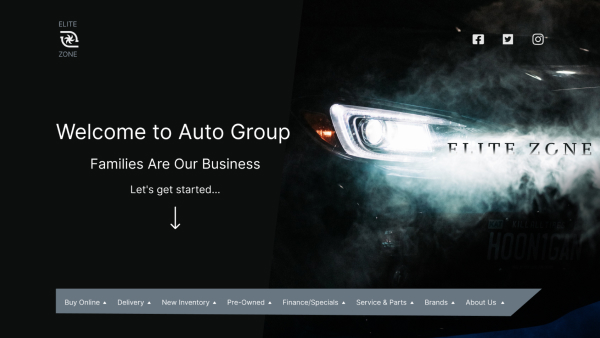 ELITE
ZONE
Welcome to Auto Group
Families Are Our Business
Let's get started...
ELITE ZONE
HOONIGAN
Buy Online
Delivery
New Inventory
Pre-Owned
Finance/Specials
Service & Parts
Brands
About Us